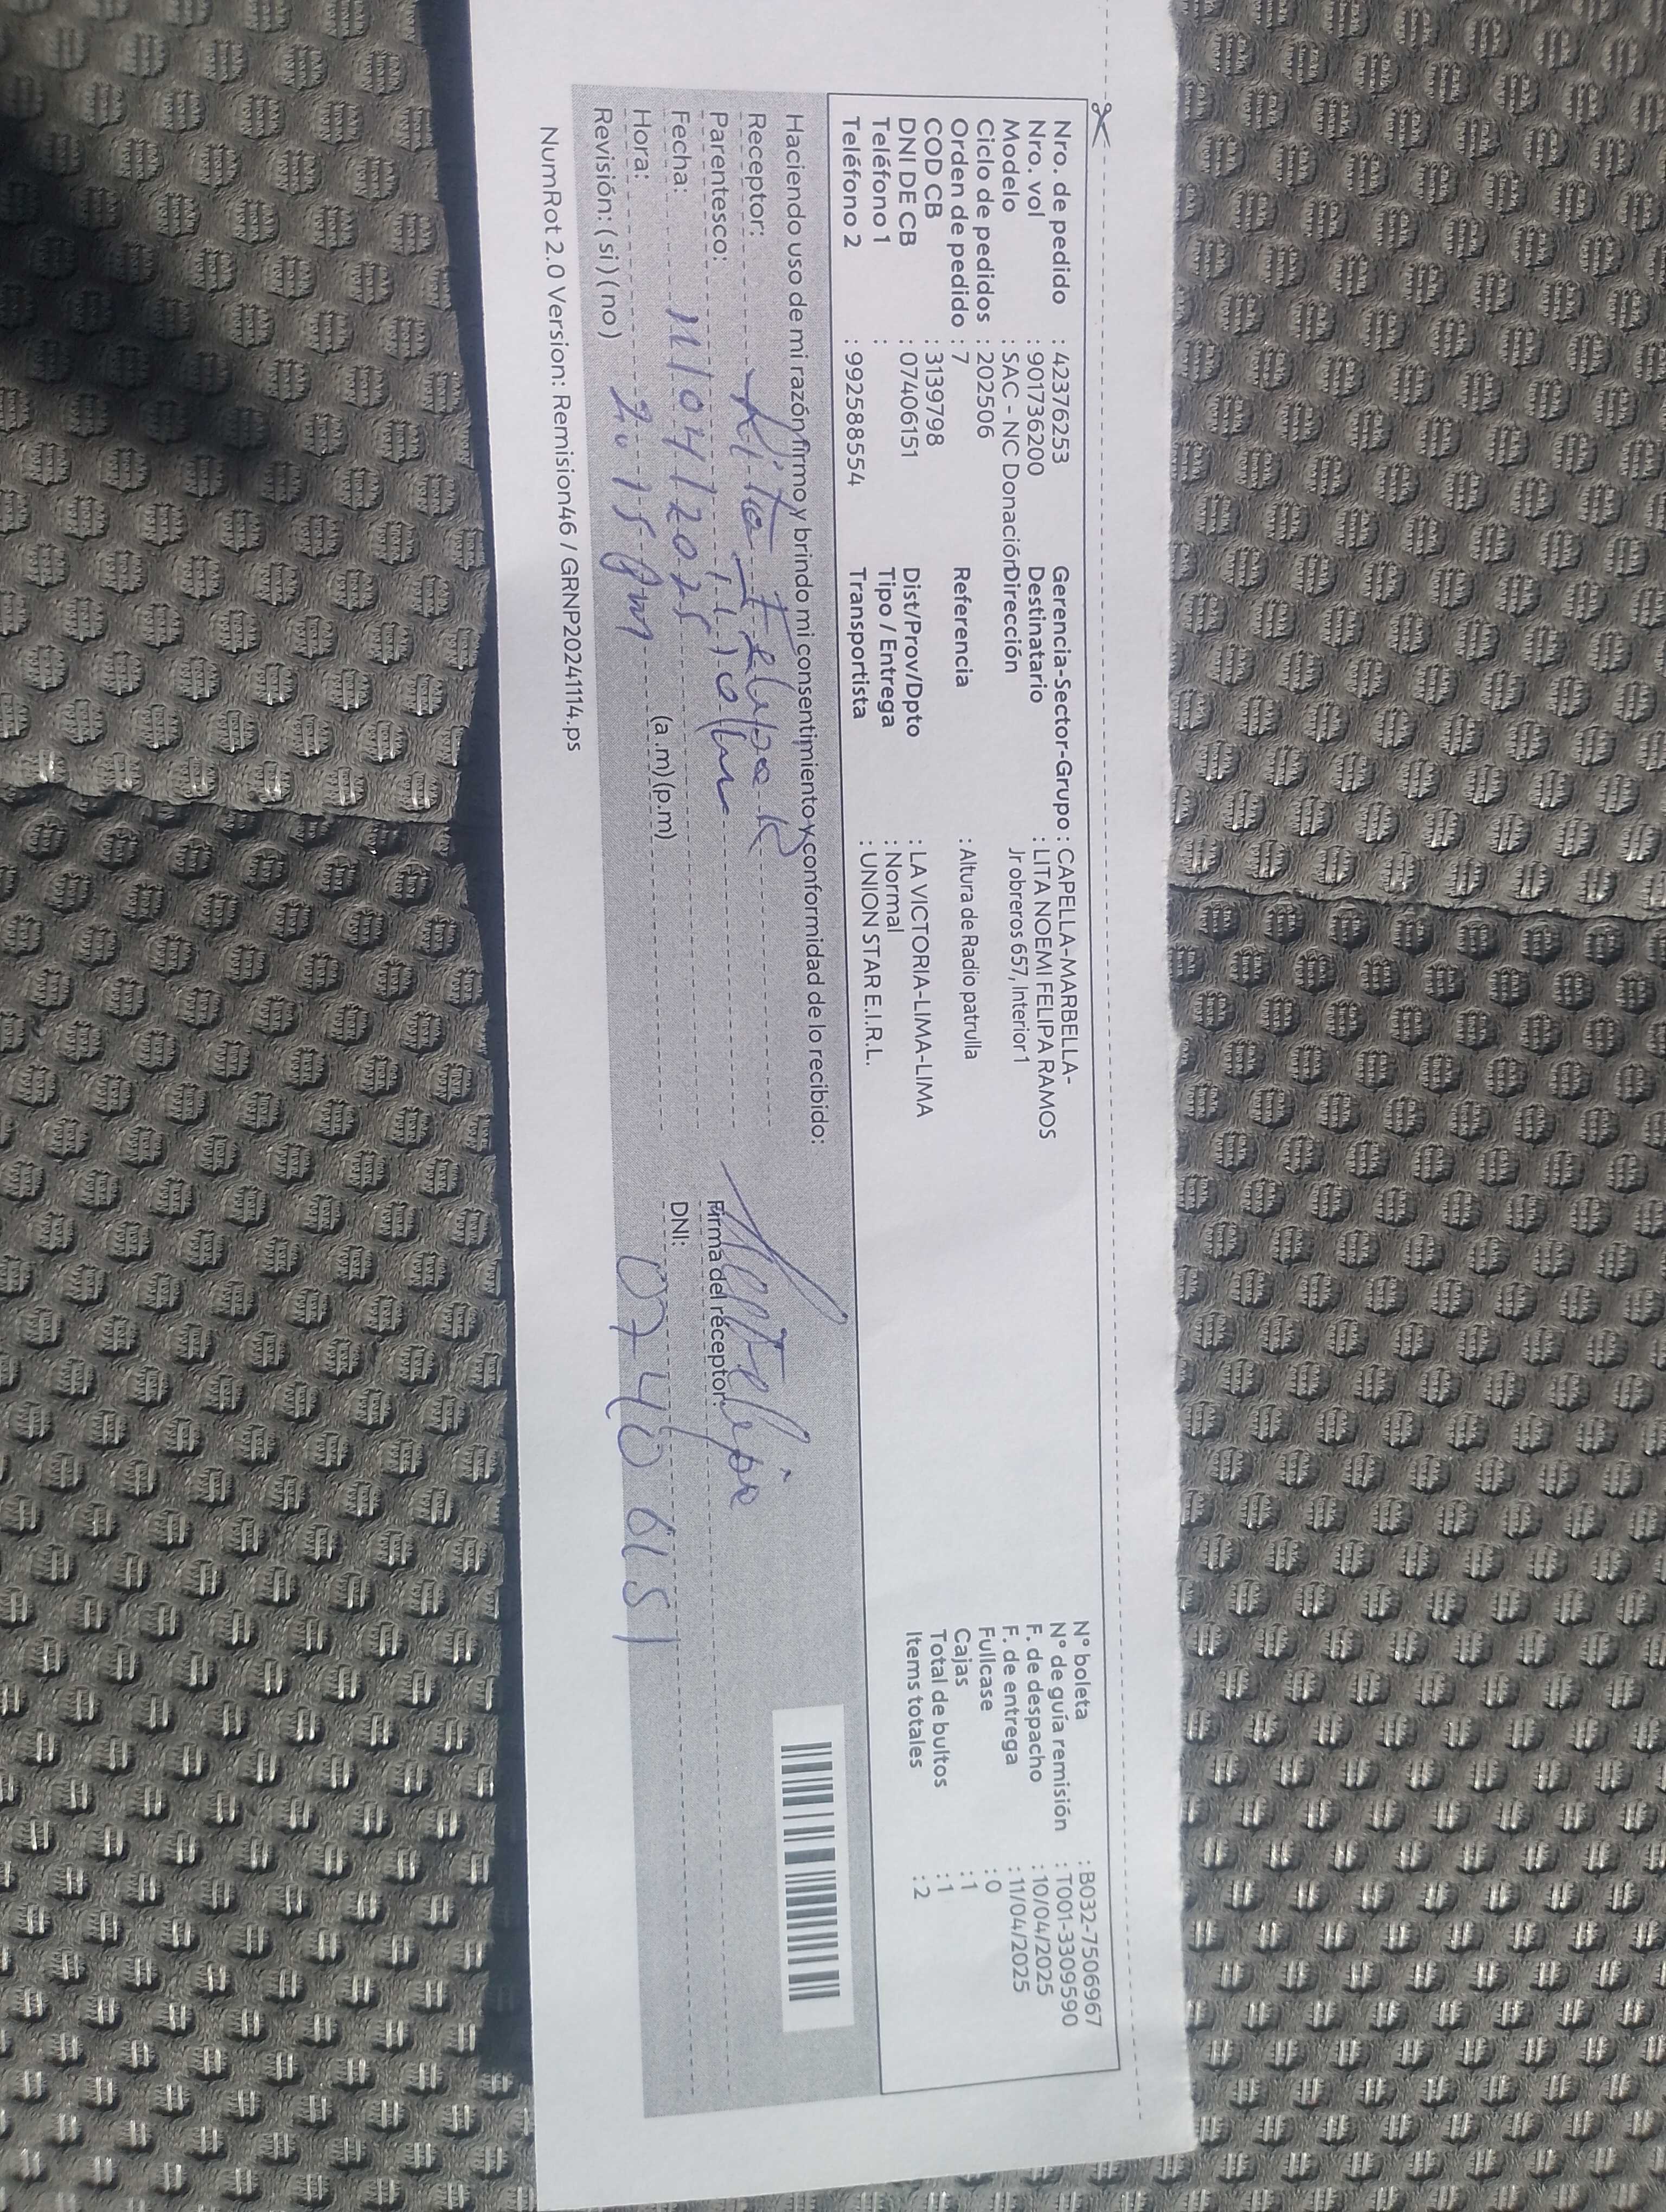 Nro. de pedido : 42376253
Nro. vol : 901736200
Modelo : SAC - NC Donación
Ciclo de pedidos : 202506
Orden de pedido : 7
COD CB : 3139798
DNI DE CB : 07406151
Teléfono 1 :
Teléfono 2 : 992588554
Gerencia-Sector-Grupo : CAPELLA-MARBELLA-
Destinatario : LITA NOEMI FELIPA RAMOS
Dirección Jr obreros 657, Interior 1
Referencia : Altura de Radio patrulla
Dist/Prov/Dpto : LA VICTORIA-LIMA-LIMA
Tipo / Entrega : Normal
Transportista : UNION STAR E.I.R.L.
N° boleta : B032-7506967
N° de guía remisión : T001-3309590
F. de despacho : 10/04/2025
F. de entrega : 11/04/2025
Fullcase : 0
Cajas : 1
Total de bultos : 1
Items totales : 2
Haciendo uso de mi razón firmo y brindo mi consentimiento y conformidad de lo recibido:
Receptor: Lita Felipa R
Parentesco: titular
Fecha: 11/04/2025
Hora: 2.15 pm (a.m)(p.m)
Revisión: ( si ) ( no )
Firma del receptor:
DNI: 07406151
NumRot 2.0 Version: Remision46 / GRNP20241114.ps